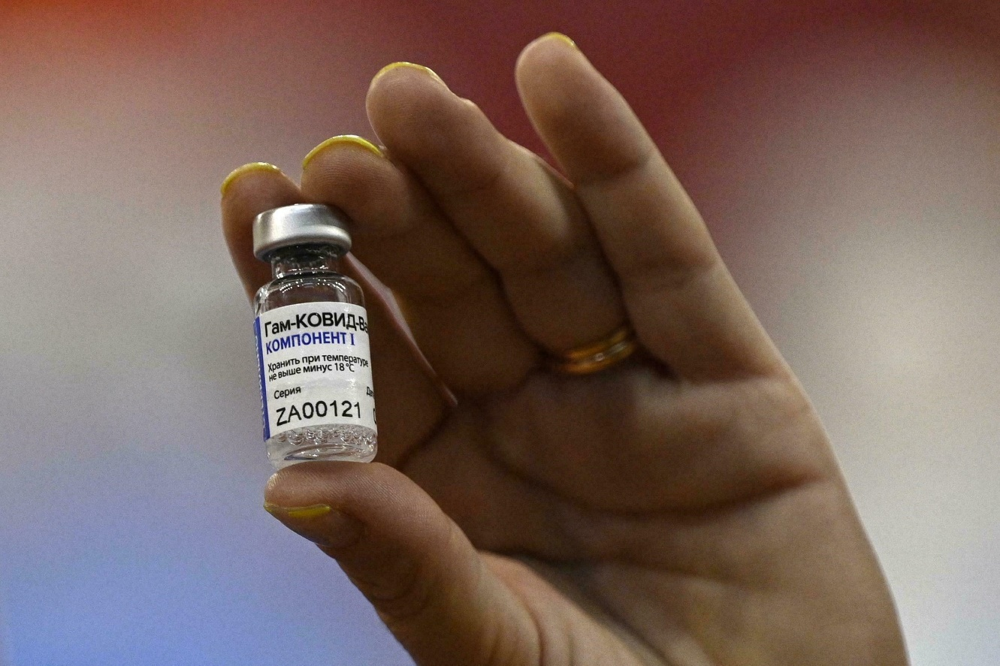 Гам-КОВИД-Ва
КОМПОНЕНТ I
Хранить при температуре
не выше минус 18 °С
Серия
ZA00121